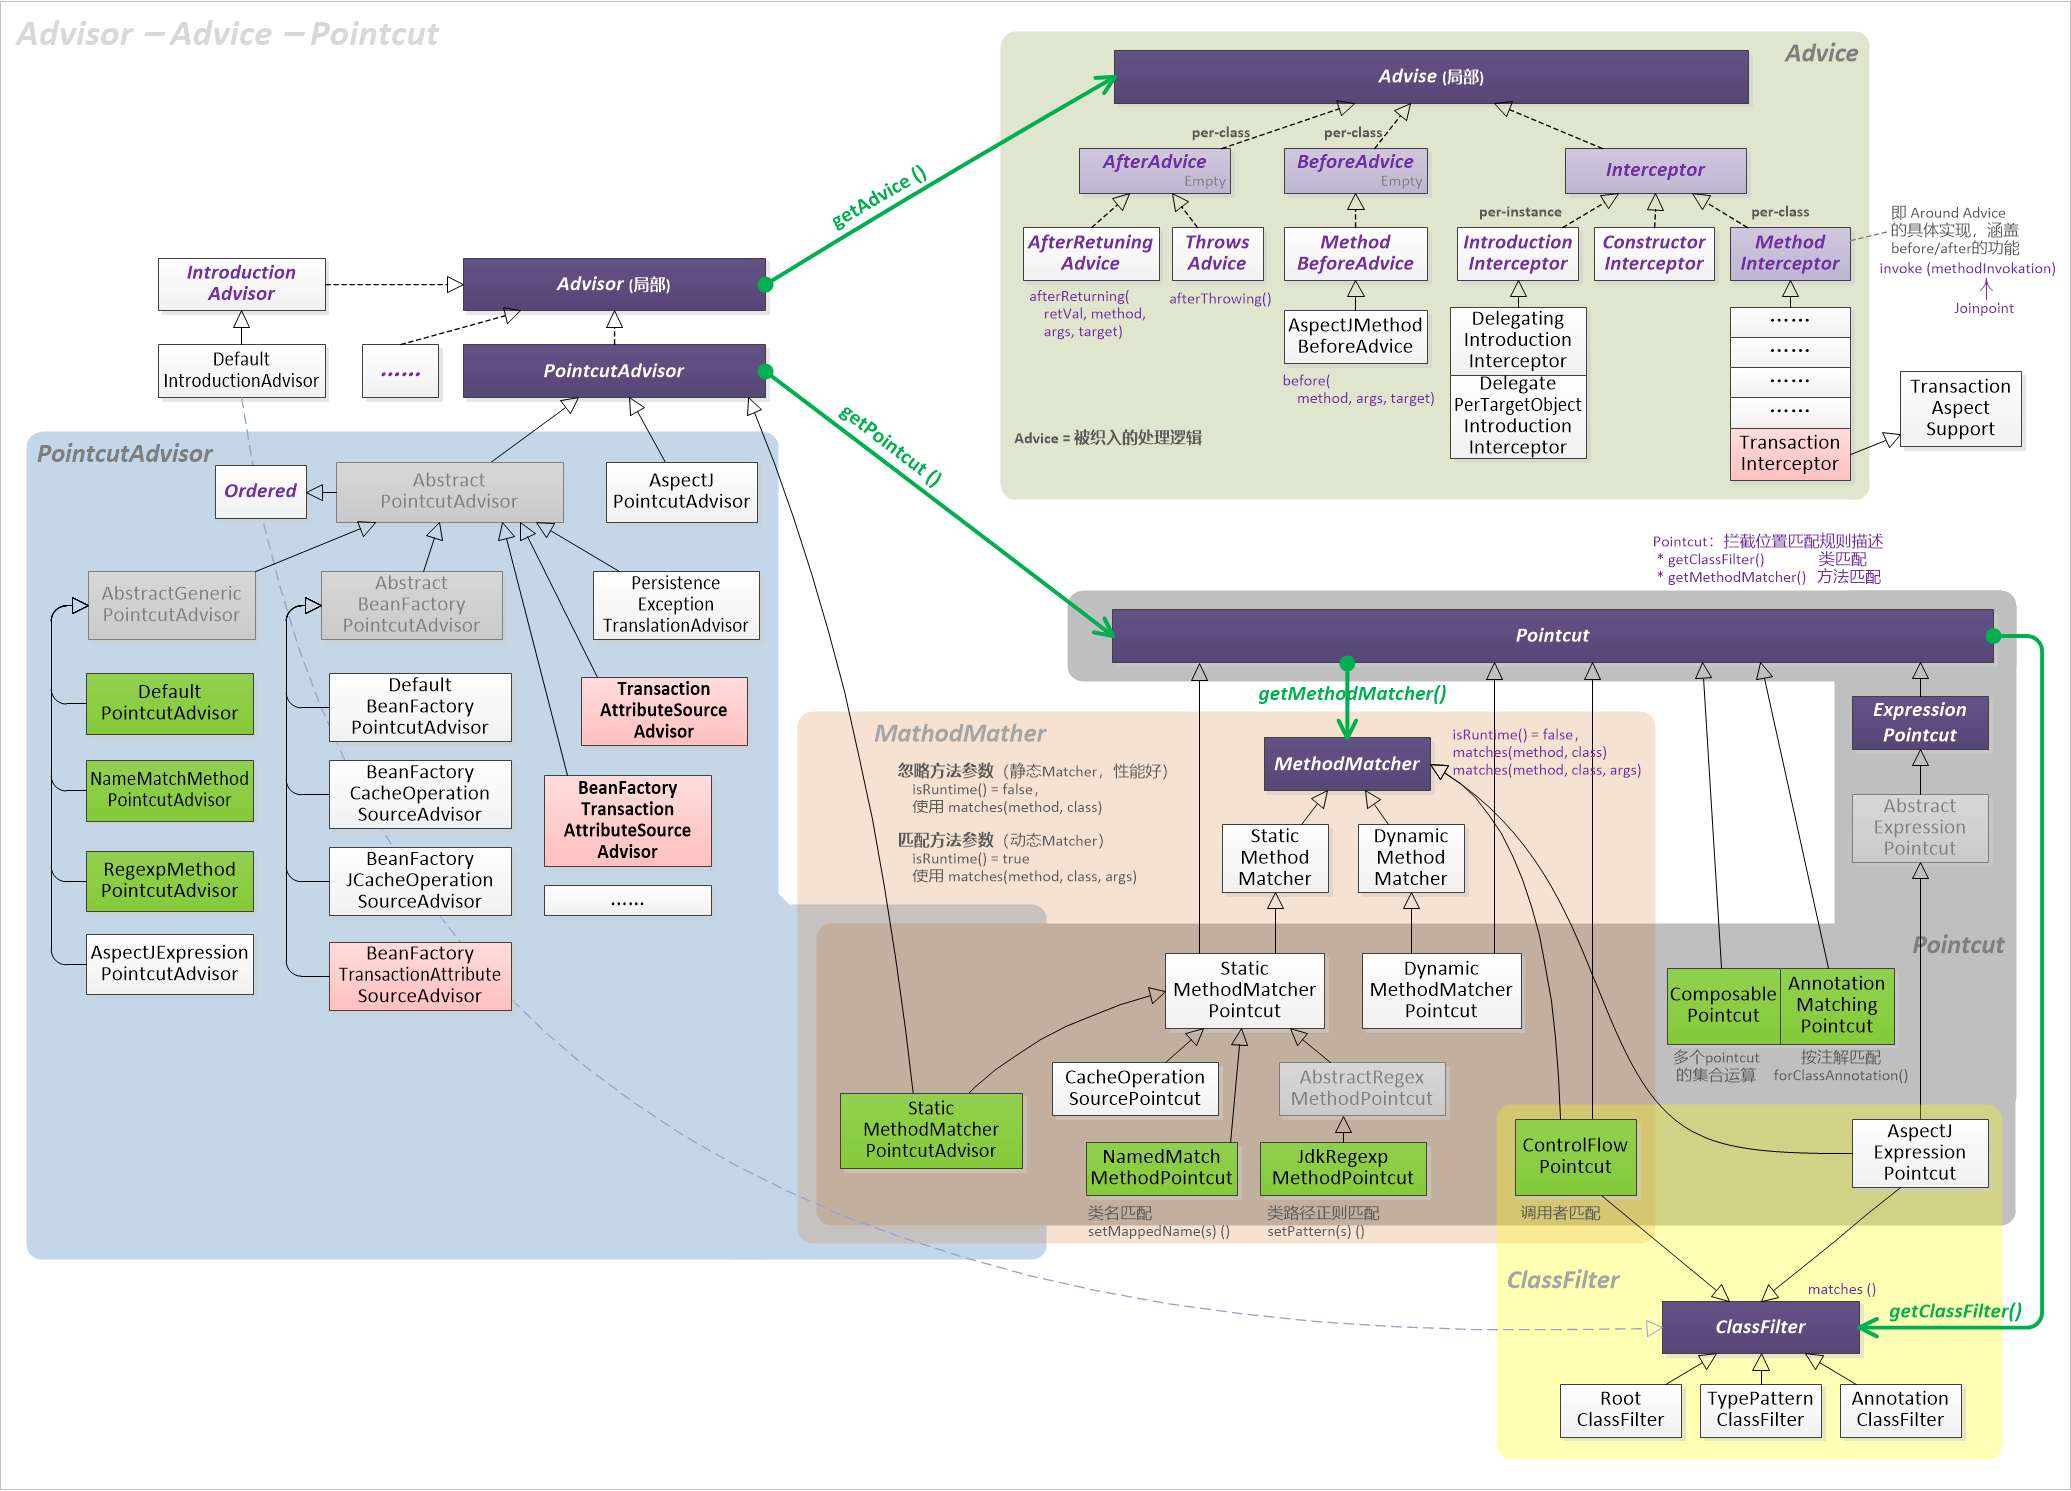 Advisor – Advice – Pointcut
Advice
Advise (局部)
per-class
per-class
AfterAdvice
Empty
BeforeAdvice
Empty
Interceptor
getAdvice ()
per-instance
per-class
AfterRetuning
Advice
Throws
Advice
Method
BeforeAdvice
Introduction
Interceptor
Constructor
Interceptor
Method
Interceptor
即 Around Advice
的具体实现，涵盖
before/after的功能
invoke (methodInvokation)
Joinpoint
afterReturning(
retVal, method,
args, target)
afterThrowing()
AspectJMethod
BeforeAdvice
before(
method, args, target)
Delegating
Introduction
Interceptor
Delegate
PerTargetObject
Introduction
Interceptor
……
……
……
……
Transaction
Interceptor
Transaction
Aspect
Support
Advice = 被织入的处理逻辑
Introduction
Advisor
Advisor (局部)
Default
IntroductionAdvisor
……
PointcutAdvisor
getPointcut ()
PointcutAdvisor
Ordered
Abstract
PointcutAdvisor
AspectJ
PointcutAdvisor
AbstractGeneric
PointcutAdvisor
Abstract
BeanFactory
PointcutAdvisor
Persistence
Exception
TranslationAdvisor
Default
PointcutAdvisor
Default
BeanFactory
PointcutAdvisor
Transaction
AttributeSource
Advisor
NameMatchMethod
PointcutAdvisor
BeanFactory
CacheOperation
SourceAdvisor
BeanFactory
Transaction
AttributeSource
Advisor
RegexpMethod
PointcutAdvisor
BeanFactory
JCacheOperation
SourceAdvisor
……
AspectJExpression
PointcutAdvisor
BeanFactory
TransactionAttribute
SourceAdvisor
Pointcut：拦截位置匹配规则描述
* getClassFilter() 类匹配
* getMethodMatcher() 方法匹配
Pointcut
getMethodMatcher()
MathodMather
忽略方法参数（静态Matcher，性能好）
isRuntime() = false，
使用 matches(method, class)
匹配方法参数（动态Matcher）
isRuntime() = true
使用 matches(method, class, args)
MethodMatcher
isRuntime() = false，
matches(method, class)
matches(method, class, args)
Static
Method
Matcher
Dynamic
Method
Matcher
Expression
Pointcut
Abstract
Expression
Pointcut
Pointcut
Static
MethodMatcher
Pointcut
Dynamic
MethodMatcher
Pointcut
Composable
Pointcut
Annotation
Matching
Pointcut
多个pointcut
的集合运算
按注解匹配
forClassAnnotation()
CacheOperation
SourcePointcut
AbstractRegex
MethodPointcut
Static
MethodMatcher
PointcutAdvisor
NamedMatch
MethodPointcut
JdkRegexp
MethodPointcut
ControlFlow
Pointcut
AspectJ
Expression
Pointcut
类名匹配
setMappedName(s) ()
类路径正则匹配
setPattern(s) ()
调用者匹配
ClassFilter
matches ()
ClassFilter
getClassFilter()
Root
ClassFilter
TypePattern
ClassFilter
Annotation
ClassFilter